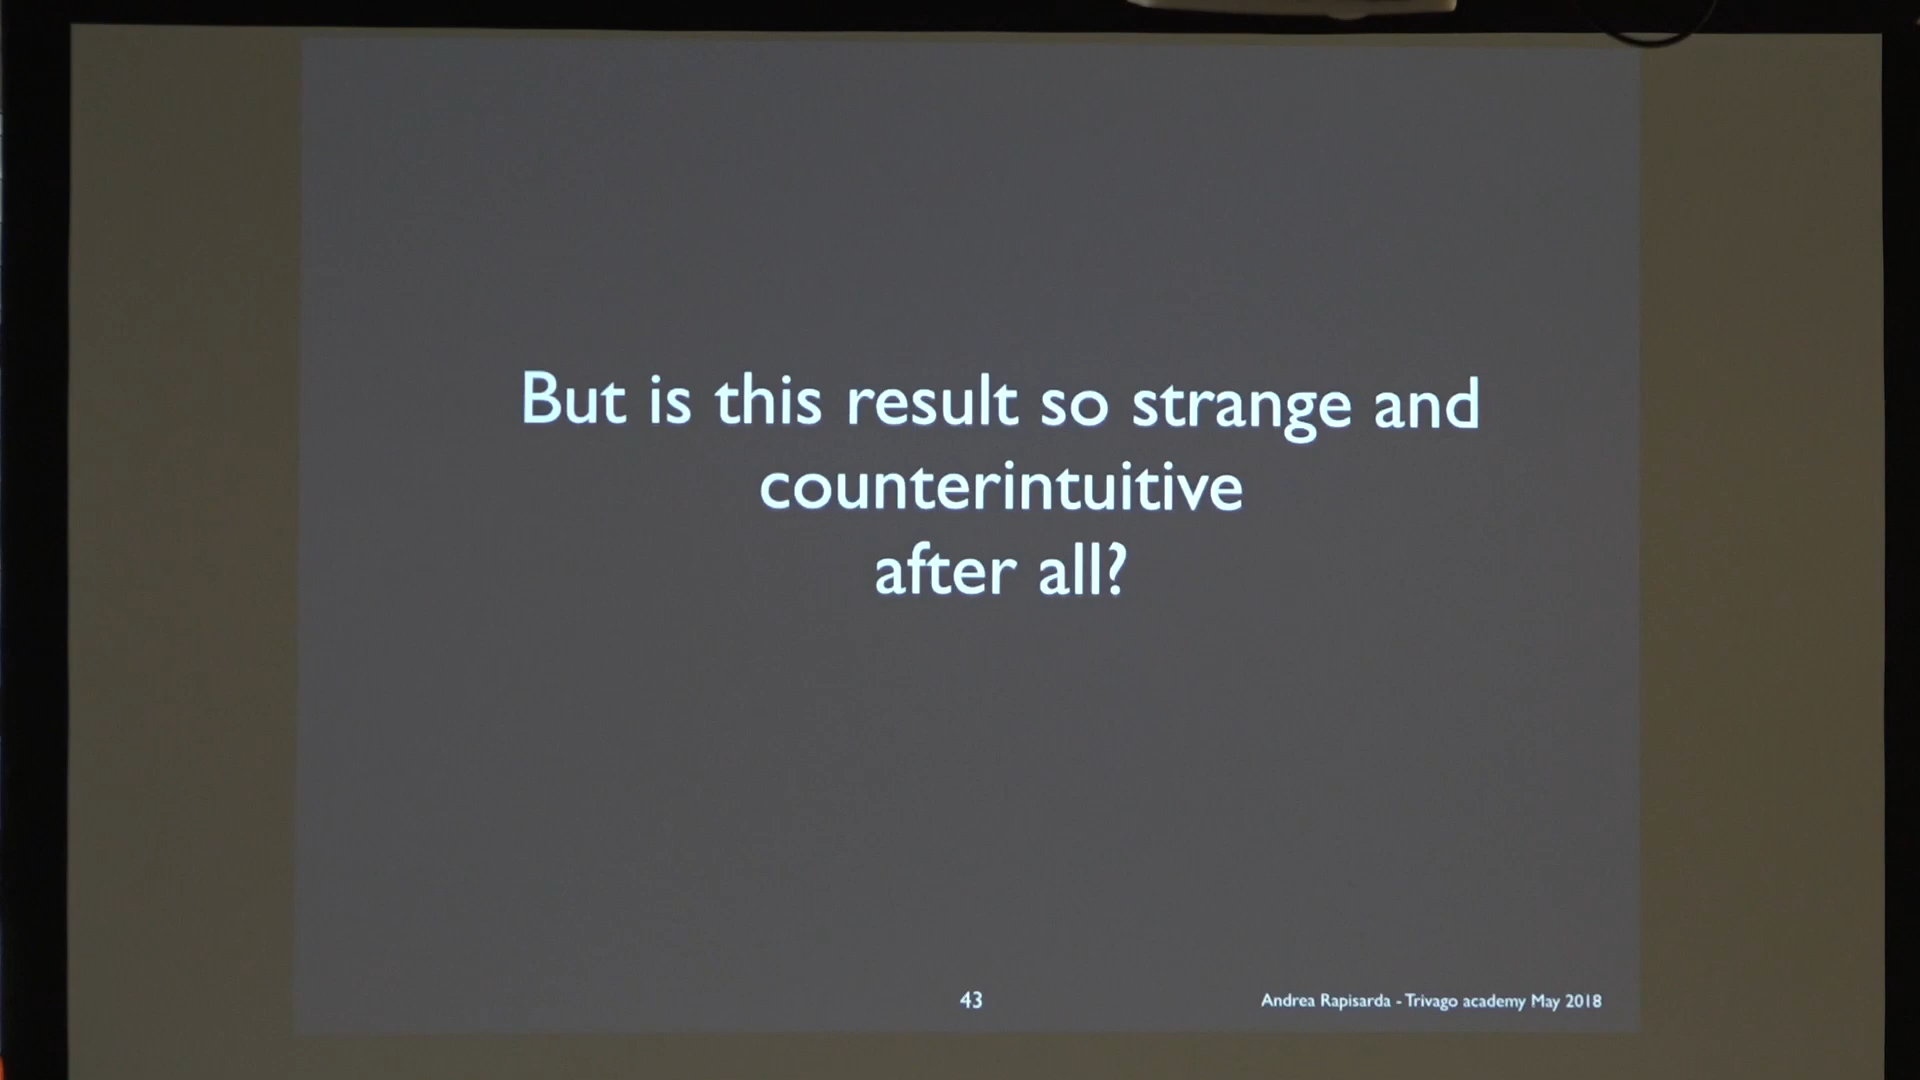 But is this result so strange and
counterintuitive
after all?
43
Andrea Rapisarda - Trivago academy May 2018